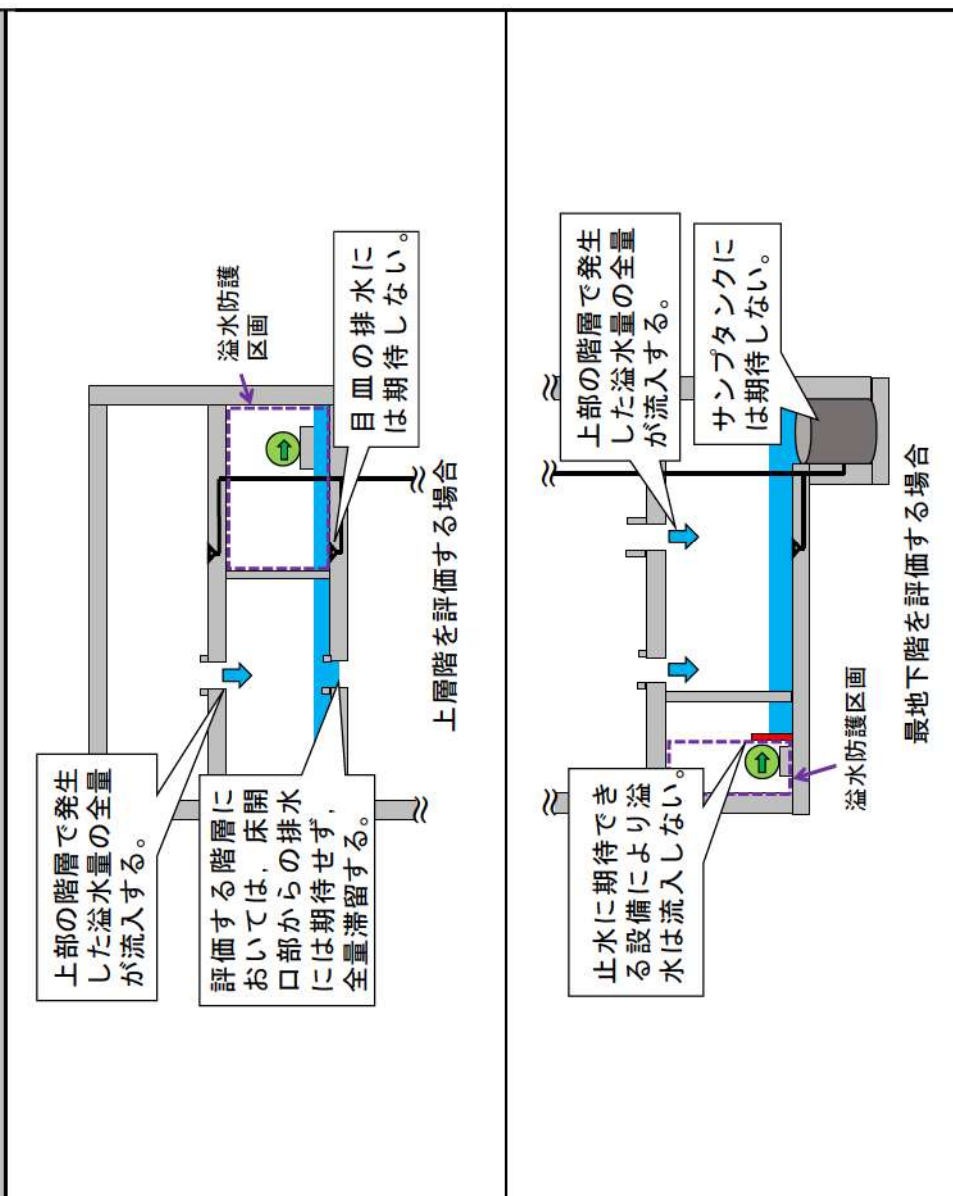 上部の階層で発生
した溢水量の全量
が流入する。
評価する階層に
おいては，床開
口部からの排水
には期待せず，
全量滞留する。
溢水防護
区画
目皿の排水に
は期待しない。
上層階を評価する場合
止水に期待でき
る設備により溢
水は流入しない。
溢水防護区画
上部の階層で発生
した溢水量の全量
が流入する。
サンプタンクに
は期待しない。
最地下階を評価する場合